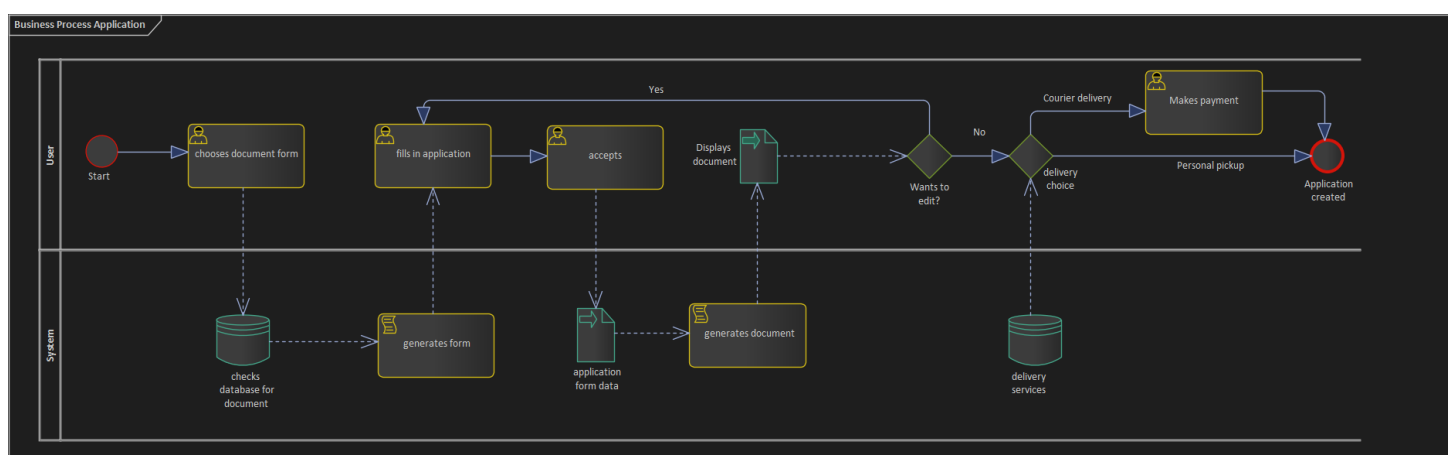 Business Process Application
User
Start
chooses document form
fills in application
Yes
accepts
Displays
document
Wants to
edit?
No
delivery
choice
Courier delivery
Makes payment
Personal pickup
Application
created
System
checks
database for
document
generates form
application
form data
generates document
delivery
services